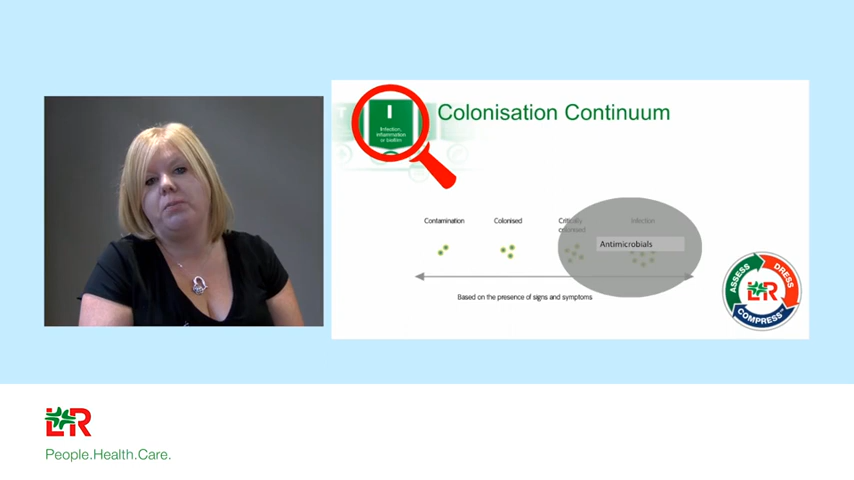 T
I
Infection,
inflammation
or biofilm
Colonisation Continuum
Contamination
Colonised
Critically
colonised
Infection
Antimicrobials
Based on the presence of signs and symptoms
ASSESS
DRESS
COMPRESS™
L&R
L&R
People.Health.Care.